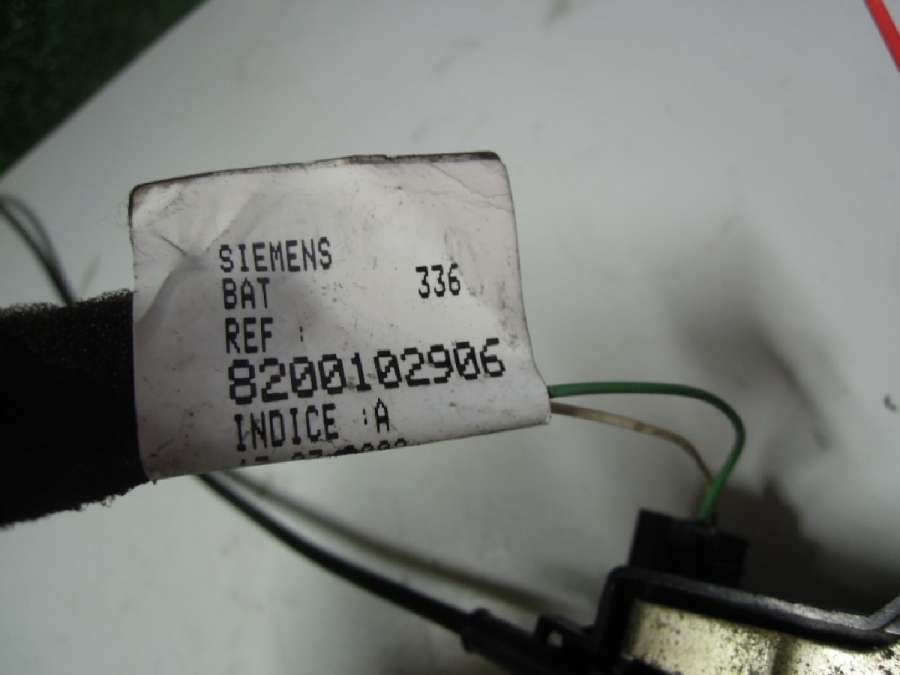 SIEMENS
BAT 336
REF :
8200102906
INDICE :A